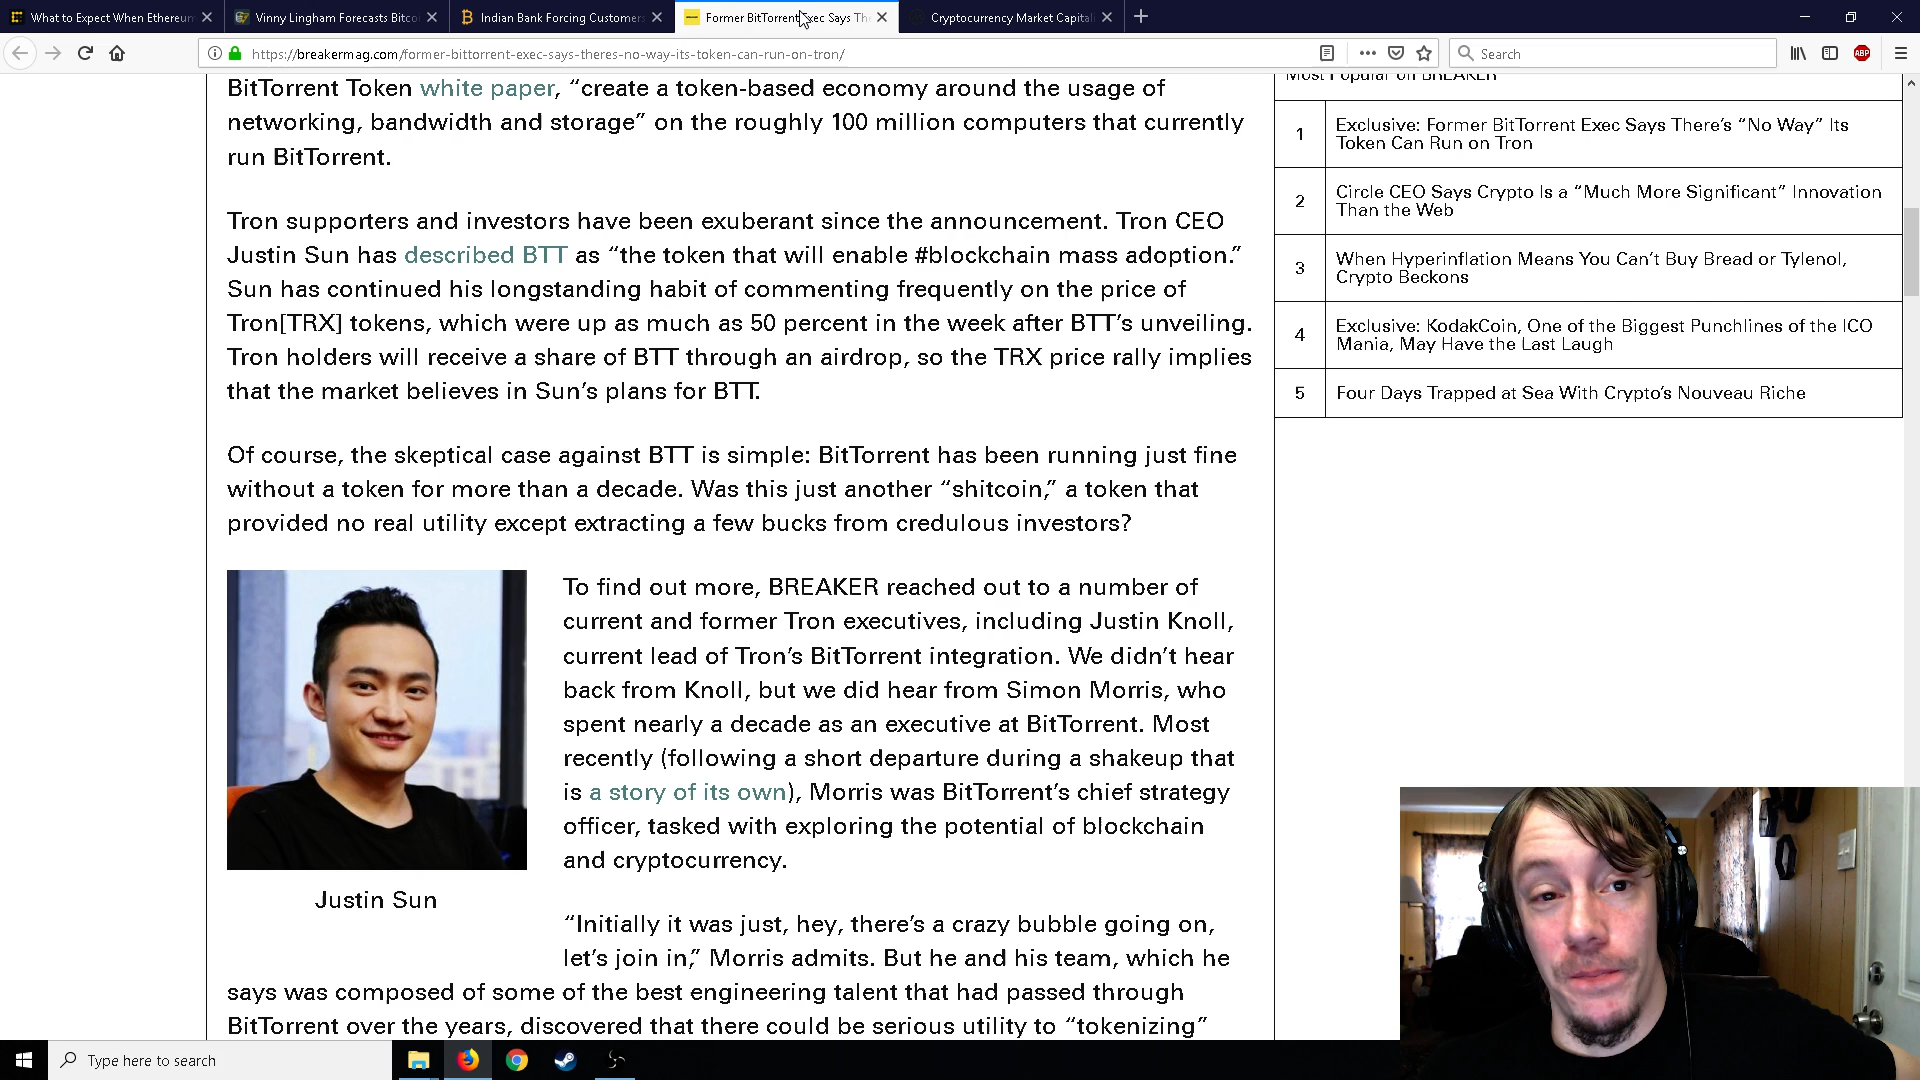 What to Expect When Ethereum
Vinny Lingham Forecasts Bitco
Indian Bank Forcing Customers
Former BitTorrent Exec Says The
Cryptocurrency Market Capital
https://breakermag.com/former-bittorrent-exec-says-theres-no-way-its-token-can-run-on-tron/
Search
ABP
BitTorrent Token white paper, “create a token-based economy around the usage of
networking, bandwidth and storage” on the roughly 100 million computers that currently
run BitTorrent.
Tron supporters and investors have been exuberant since the announcement. Tron CEO
Justin Sun has described BTT as “the token that will enable #blockchain mass adoption.”
Sun has continued his longstanding habit of commenting frequently on the price of
Tron[TRX] tokens, which were up as much as 50 percent in the week after BTT’s unveiling.
Tron holders will receive a share of BTT through an airdrop, so the TRX price rally implies
that the market believes in Sun’s plans for BTT.
Of course, the skeptical case against BTT is simple: BitTorrent has been running just fine
without a token for more than a decade. Was this just another “shitcoin,” a token that
provided no real utility except extracting a few bucks from credulous investors?
To find out more, BREAKER reached out to a number of
current and former Tron executives, including Justin Knoll,
current lead of Tron’s BitTorrent integration. We didn’t hear
back from Knoll, but we did hear from Simon Morris, who
spent nearly a decade as an executive at BitTorrent. Most
recently (following a short departure during a shakeup that
is a story of its own), Morris was BitTorrent’s chief strategy
officer, tasked with exploring the potential of blockchain
and cryptocurrency.
Justin Sun
“Initially it was just, hey, there’s a crazy bubble going on,
let’s join in,” Morris admits. But he and his team, which he
says was composed of some of the best engineering talent that had passed through
BitTorrent over the years, discovered that there could be serious utility to “tokenizing”
Most Popular on BREAKER
1 Exclusive: Former BitTorrent Exec Says There’s “No Way” Its
Token Can Run on Tron
2 Circle CEO Says Crypto Is a “Much More Significant” Innovation
Than the Web
3 When Hyperinflation Means You Can’t Buy Bread or Tylenol,
Crypto Beckons
4 Exclusive: KodakCoin, One of the Biggest Punchlines of the ICO
Mania, May Have the Last Laugh
5 Four Days Trapped at Sea With Crypto’s Nouveau Riche
Type here to search